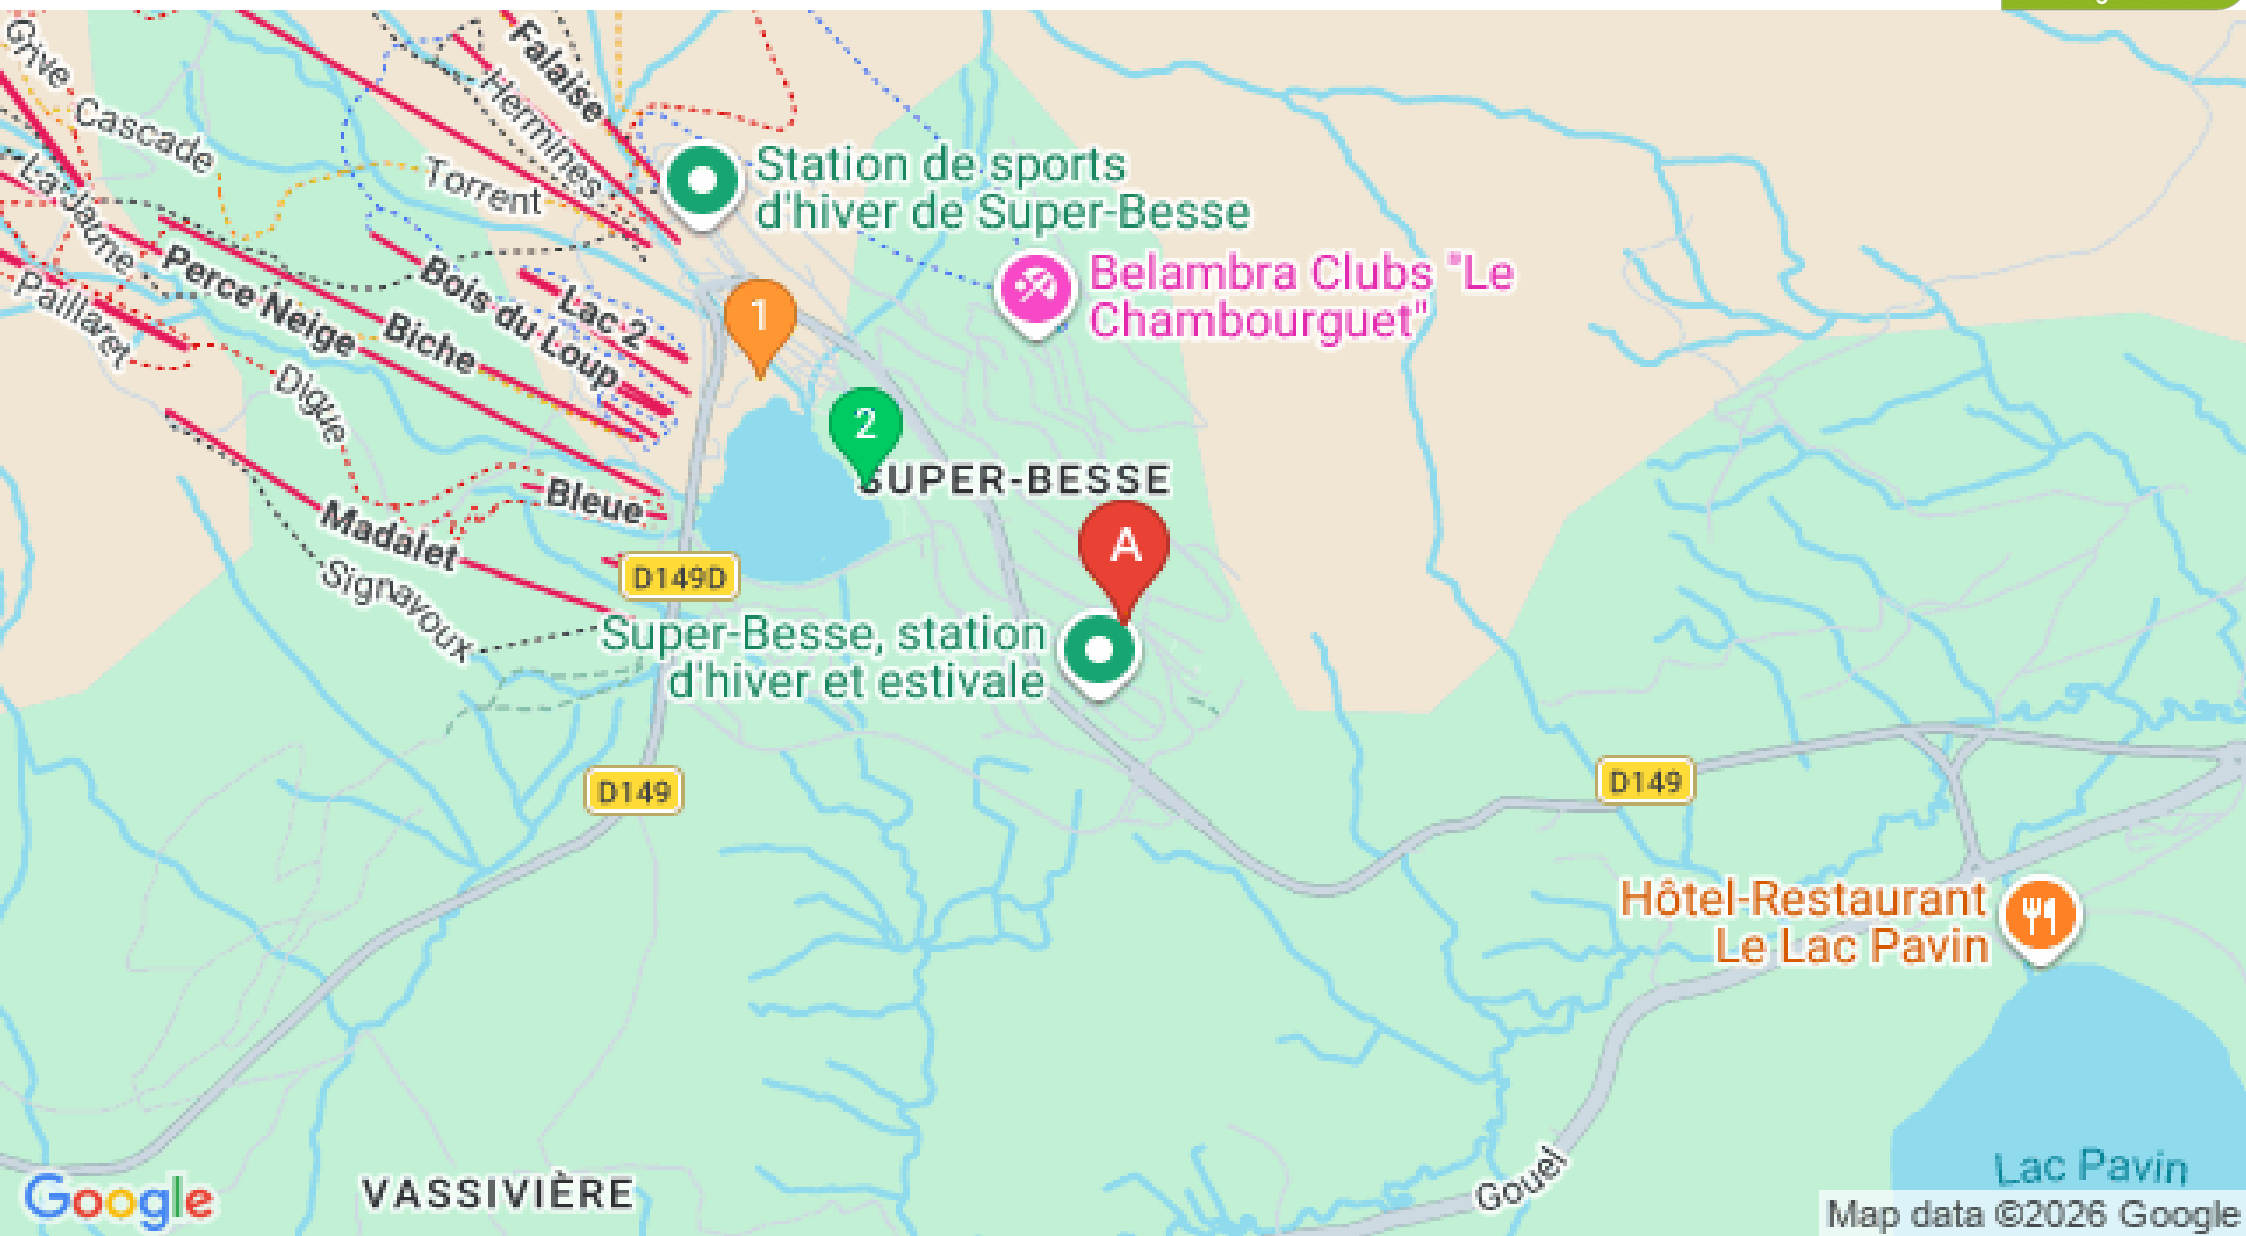 Grive
Cascade
Falaise
Hermines
Torrent
La Jaume
Paillaret
Perce Neige
Biche
Bois du Loup
Lac 2
Digue
Bleue
Madalet
Signavoux
Station de sports
d'hiver de Super-Besse
Belambra Clubs "Le
Chambourguet"
1
2
SUPER-BESSE
A
D149D
Super-Besse, station
d'hiver et estivale
D149
D149
Hôtel-Restaurant
Le Lac Pavin
Gouel
Lac Pavin
VASSIVIÈRE
Google
Map data ©2026 Google